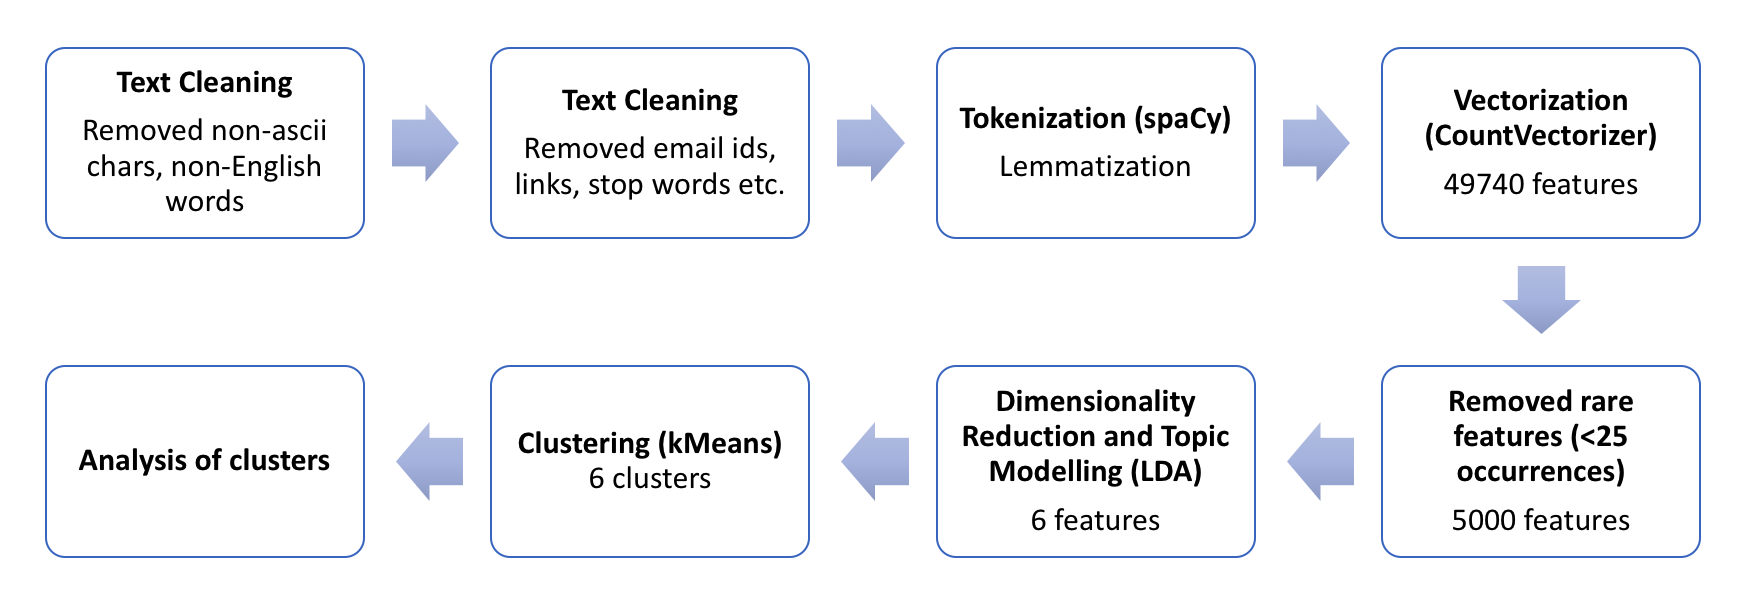 Text Cleaning
Removed non-ascii
chars, non-English
words
Text Cleaning
Removed email ids,
links, stop words etc.
Tokenization (spaCy)
Lemmatization
Vectorization
(CountVectorizer)
49740 features
Removed rare
features (<25
occurrences)
5000 features
Dimensionality
Reduction and Topic
Modelling (LDA)
6 features
Clustering (kMeans)
6 clusters
Analysis of clusters